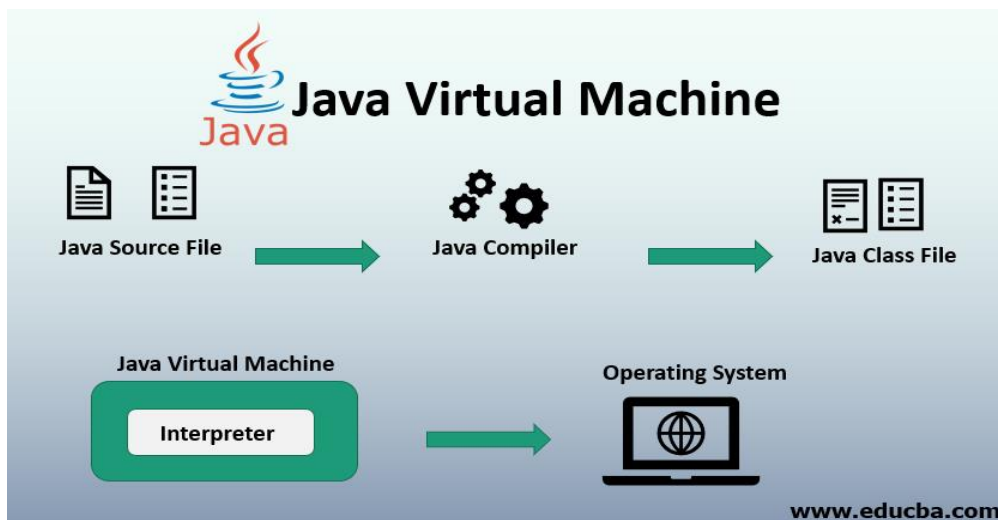 Java
Java Virtual Machine
Java Source File
Java Compiler
Java Class File
Java Virtual Machine
Interpreter
Operating System
www.educba.com